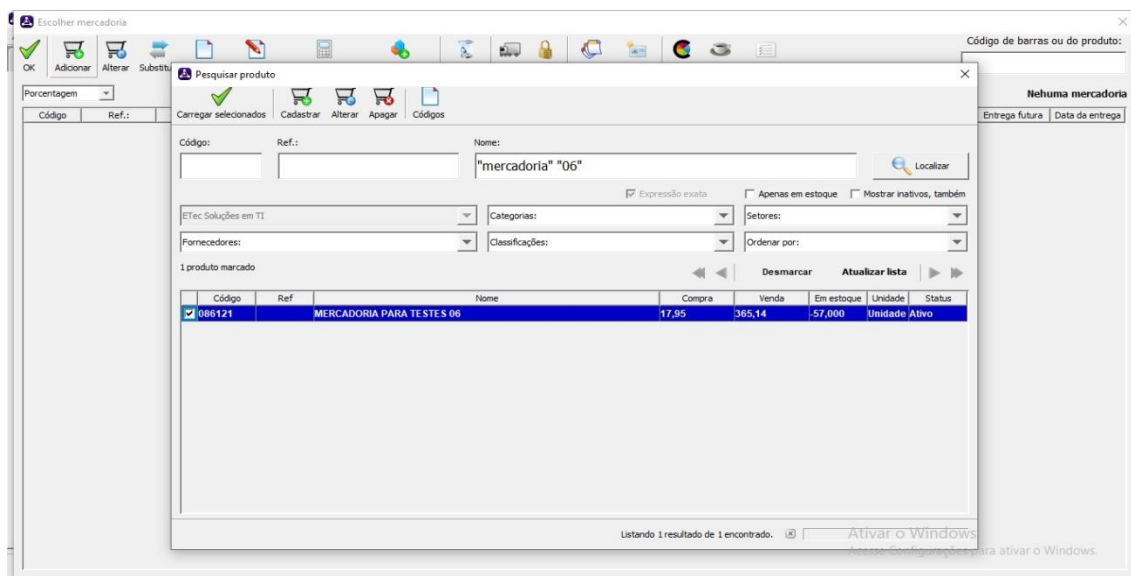 Escolher mercadoria
Código de barras ou do produto:
OK Adicionar Alterar Substitu
Porcentagem
Nehuma mercadoria
Código Ref.: Entrega futura Data da entrega
Pesquisar produto
Carregar selecionados Cadastrar Alterar Apagar Códigos
Código: Ref.: Nome:
"mercadoria" "06"
Localizar
Expressão exata Apenas em estoque Mostrar inativos, também
ETec Soluções em TI Categorias: Setores:
Fornecedores: Classificações: Ordenar por:
1 produto marcado Desmarcar Atualizar lista
Código Ref Nome Compra Venda Em estoque Unidade Status
086121 MERCADORIA PARA TESTES 06 17,95 365,14 -57,000 Unidade Ativo
Listando 1 resultado de 1 encontrado.
Ativar o Windows
Acesse Configurações para ativar o Windows.